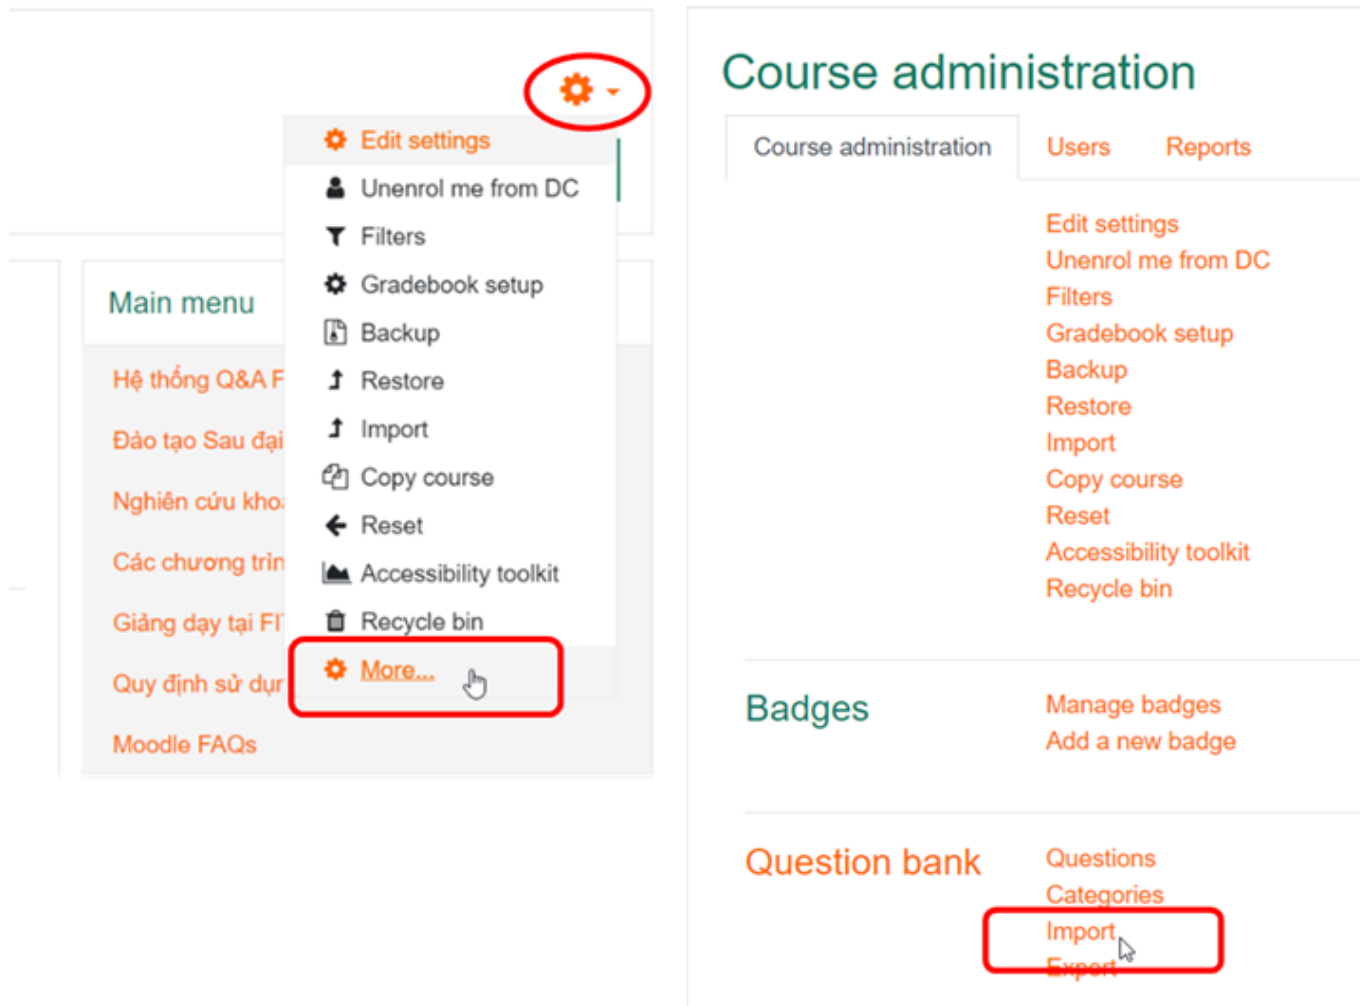 Edit settings
Unenrol me from DC
Filters
Gradebook setup
Backup
Restore
Import
Copy course
Reset
Accessibility toolkit
Recycle bin
More...
Main menu
Hệ thống Q&A F
Đào tạo Sau đại
Nghiên cứu
Các chương
Giảng dạy tại
Quy định sử
Moodle FAQs
Course administration
Course administration Users Reports
Edit settings
Unenrol me from DC
Filters
Gradebook setup
Backup
Restore
Import
Copy course
Reset
Accessibility toolkit
Recycle bin
Badges
Manage badges
Add a new badge
Question bank
Questions
Categories
Import
Export